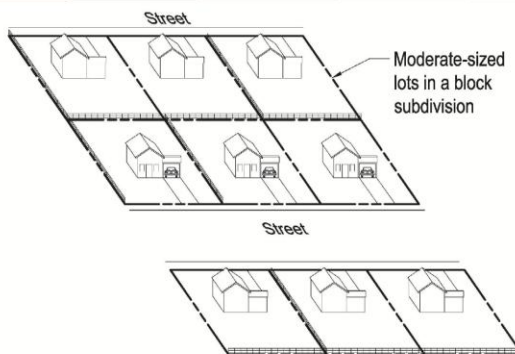 Street
Moderate-sized
lots in a block
subdivision
Street